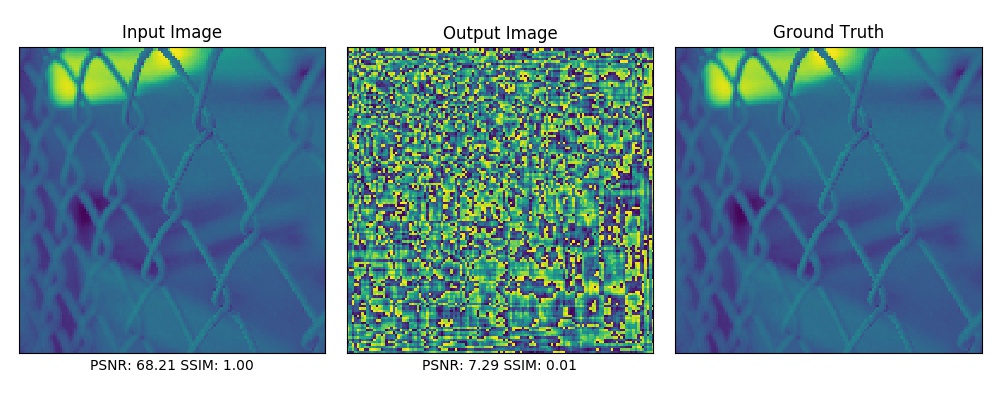 Input Image
Output Image
Ground Truth
PSNR: 68.21 SSIM: 1.00
PSNR: 7.29 SSIM: 0.01